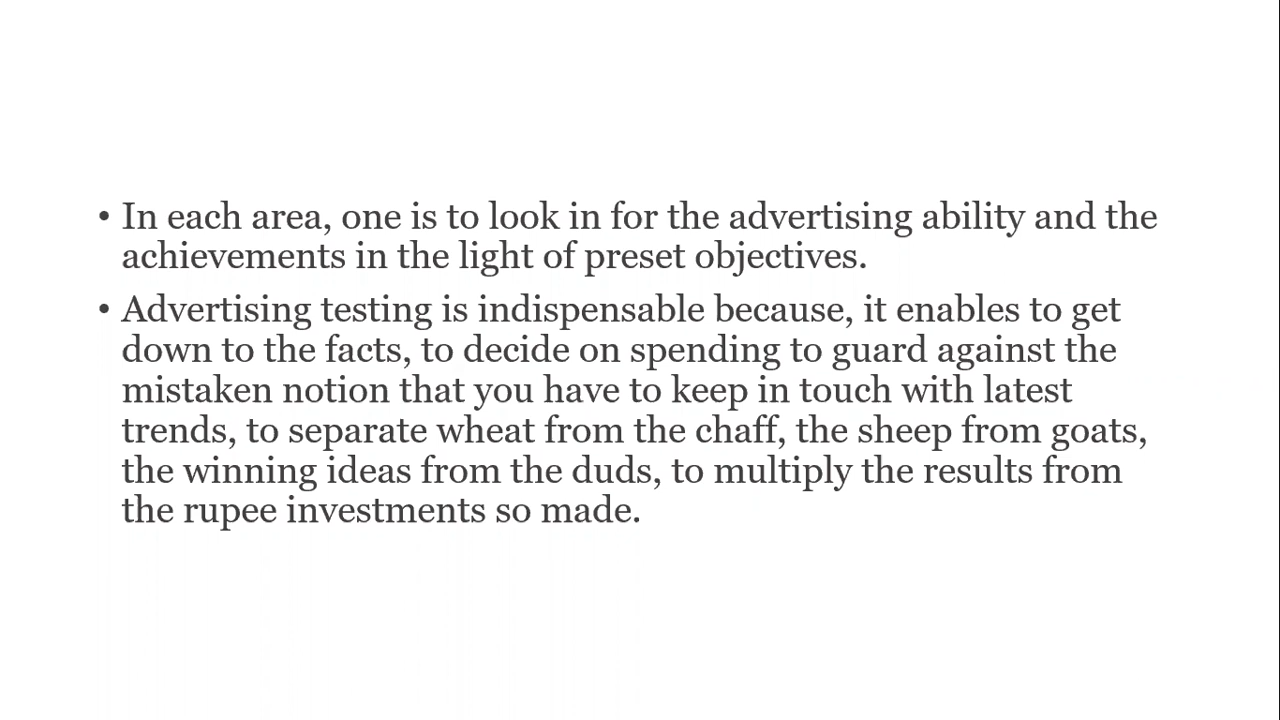 • In each area, one is to look in for the advertising ability and the
achievements in the light of preset objectives.
• Advertising testing is indispensable because, it enables to get
down to the facts, to decide on spending to guard against the
mistaken notion that you have to keep in touch with latest
trends, to separate wheat from the chaff, the sheep from goats,
the winning ideas from the duds, to multiply the results from
the rupee investments so made.